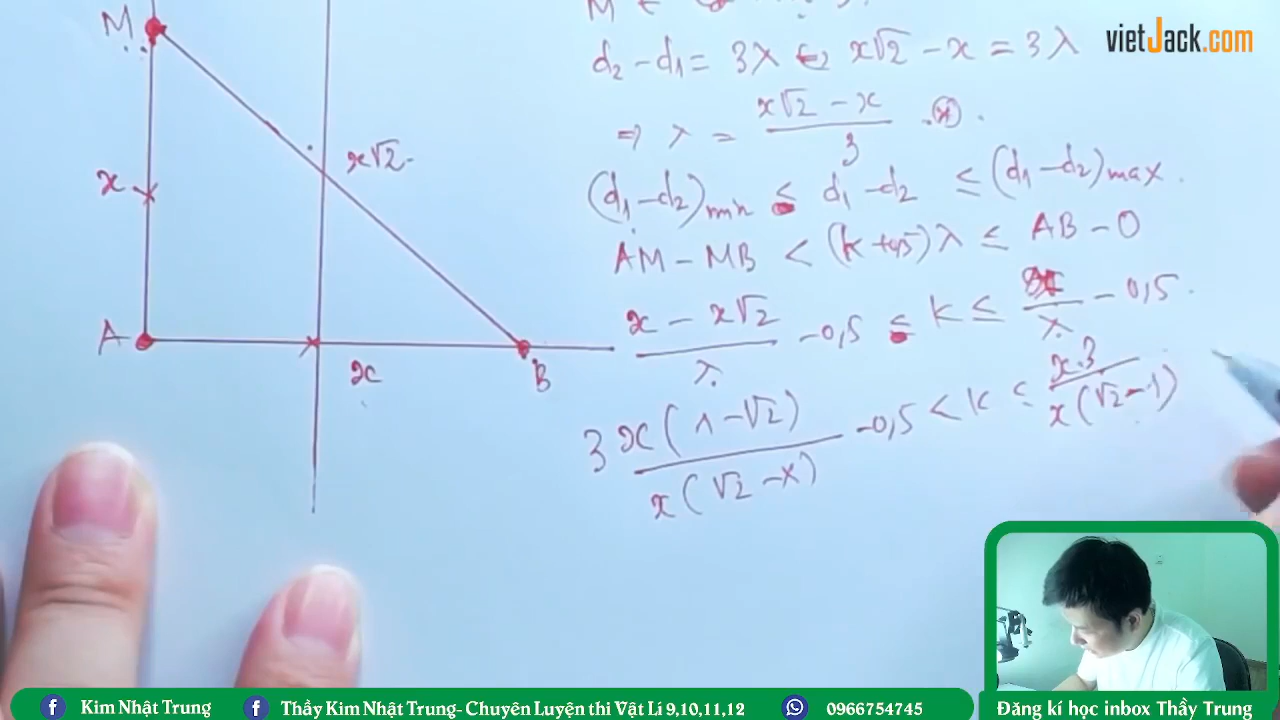 vietJack.com
M
x
x√2
A
x
B
d₂ - d₁ = 3λ ⇔ x√2 - x = 3λ
⇒ λ = (x√2 - x)/3 (*).
(d₁ - d₂)min ≤ d₁ - d₂ ≤ (d₁ - d₂)max.
AM - MB < (k + 0,5)λ ≤ AB - 0
(x - x√2)/λ - 0,5 ≤ k ≤ x/λ - 0,5.
3x(1 - √2)/x(√2 - 1) - 0,5 < k ≤ x.3/x(√2 - 1)
Kim Nhật Trung
Thầy Kim Nhật Trung- Chuyên Luyện thi Vật Lí 9,10,11,12
0966754745
Đăng kí học inbox Thầy Trung